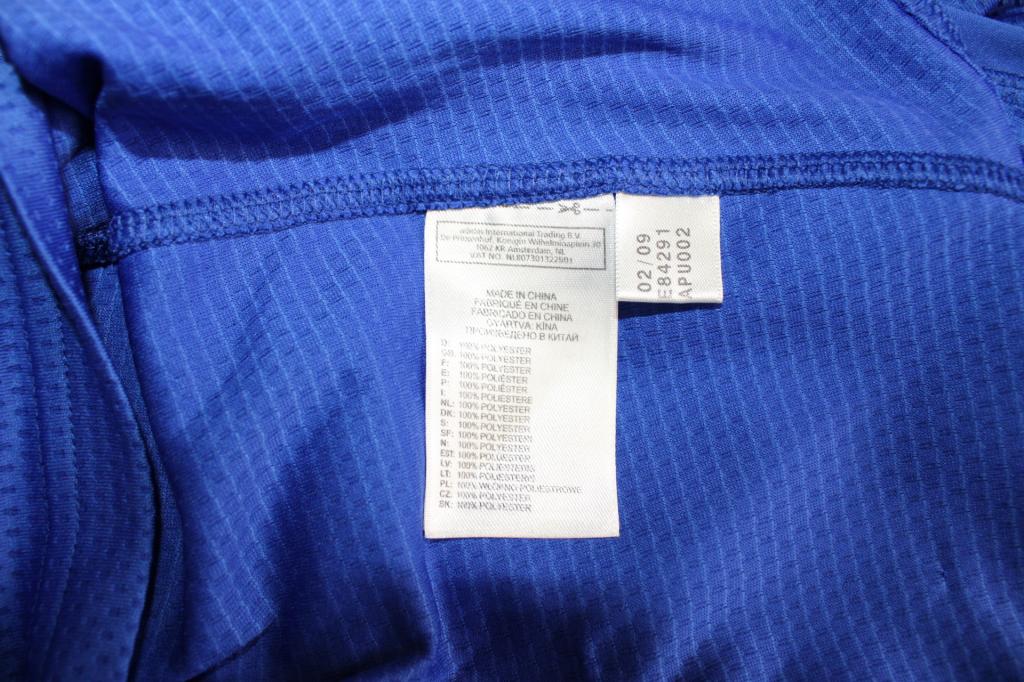 adidas International Trading B.V.
De Prinsenhof, Koningin Wilhelminaplein 30
1062 KR Amsterdam, NL
VAT NO. NL807301322B01
MADE IN CHINA
FABRIQUÉ EN CHINE
FABRICADO EN CHINA
GYÁRTVA: KÍNA
ПРОИЗВЕДЕНО В КИТАЙ
D: 100% POLYESTER
GB: 100% POLYESTER
F: 100% POLYESTER
E: 100% POLIÉSTER
P: 100% POLIÉSTER
I: 100% POLIESTERE
NL: 100% POLYESTER
DK: 100% POLYESTER
S: 100% POLYESTER
SF: 100% POLYESTERI
N: 100% POLYESTER
EST: 100% POLÜESTER
LV: 100% POLIESTERIS
LT: 100% POLIESTERIS
PL: 100% WŁÓKNO POLIESTROWE
CZ: 100% POLYESTER
SK: 100% POLYESTER
02/09
E84291
APU002